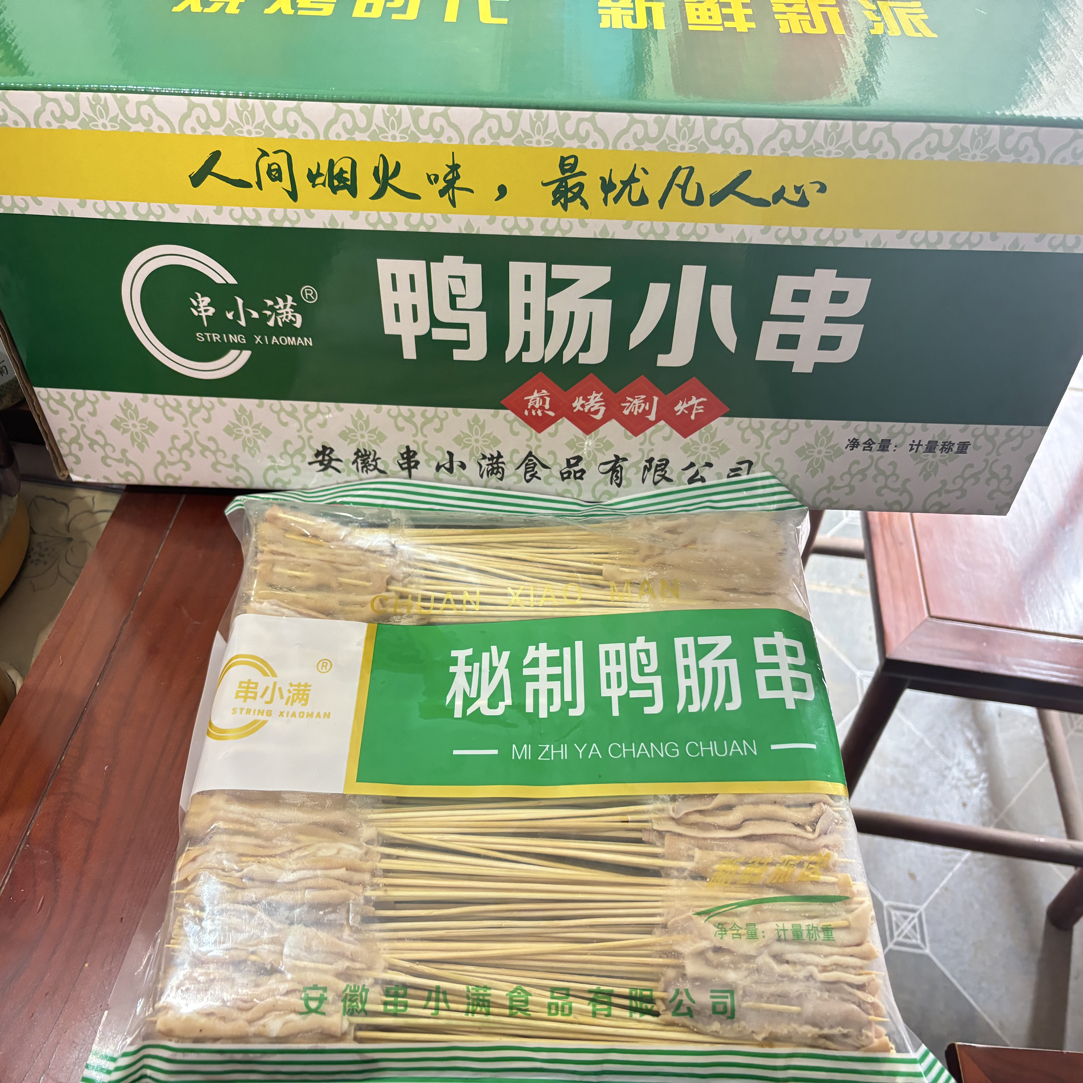 烧烤时代 新鲜新派
人间烟火味，最忧凡人心
串小满®
STRING XIAOMAN
鸭肠小串
煎烤涮炸
净含量：计量称重
安徽串小满食品有限公司
CHUAN XIAO MAN
串小满®
STRING XIAOMAN
秘制鸭肠串
MI ZHI YA CHANG CHUAN
净含量：计量称重
安徽串小满食品有限公司